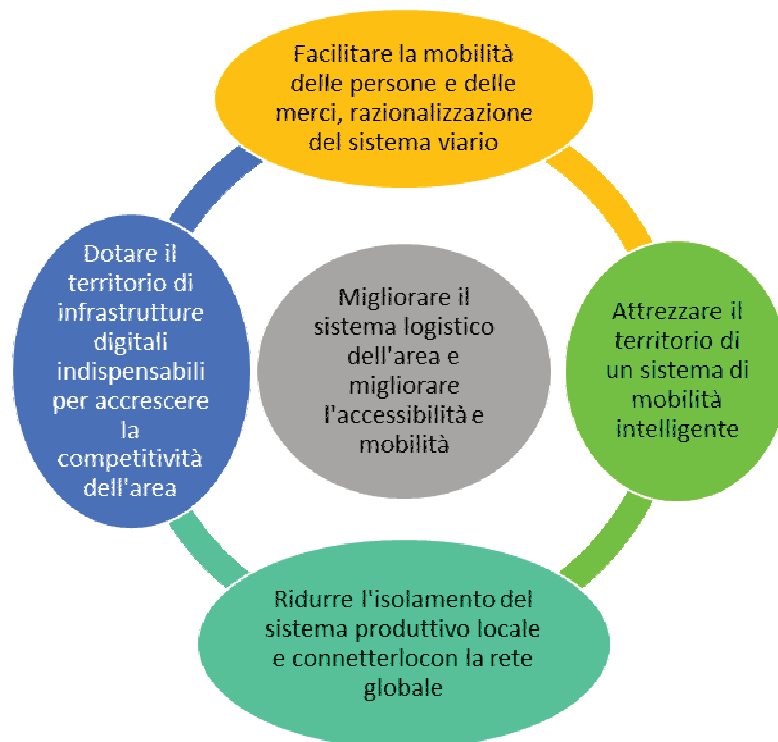 Facilitare la mobilità
delle persone e delle
merci, razionalizzazione
del sistema viario
Dotare il
territorio di
infrastrutture
digitali
indispensabili
per accrescere
la
competitività
dell'area
Migliorare il
sistema logistico
dell'area e
migliorare
l'accessibilità e
mobilità
Attrezzare il
territorio di
un sistema di
mobilità
intelligente
Ridurre l'isolamento del
sistema produttivo locale
e connetterlocon la rete
globale